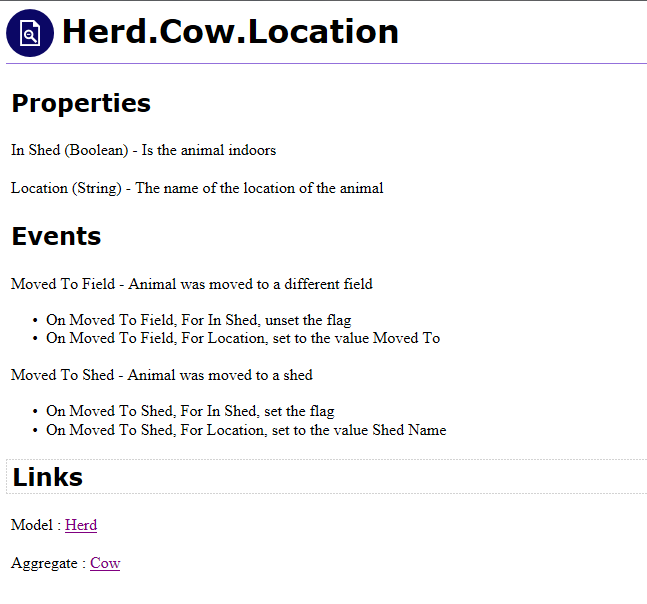 Herd.Cow.Location
Properties
In Shed (Boolean) - Is the animal indoors
Location (String) - The name of the location of the animal
Events
Moved To Field - Animal was moved to a different field
• On Moved To Field, For In Shed, unset the flag
• On Moved To Field, For Location, set to the value Moved To
Moved To Shed - Animal was moved to a shed
• On Moved To Shed, For In Shed, set the flag
• On Moved To Shed, For Location, set to the value Shed Name
Links
Model : Herd
Aggregate : Cow